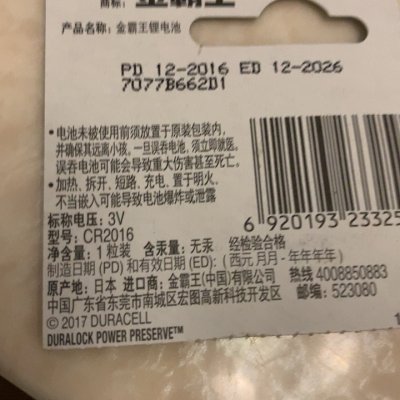 商标: 金霸王
产品名称: 金霸王锂电池
PD 12-2016 ED 12-2026
7077B662D1
• 电池未被使用前须放置于原装包装内,
并确保其远离小孩。一旦误吞电池, 须立即就医。
误吞电池可能会导致重大伤害甚至死亡。
• 加热、拆开、短路、充电、置于明火,
不当嵌入可能导致电池爆炸或泄露
标称电压: 3V
型号: CR2016
净含量: 1 粒装 含汞量: 无汞 经检验合格
制造日期 (PD) 和有效日期 (ED): ( 西元 月月 - 年年年年 )
原产地: 日本 进口商: 金霸王(中国)有限公司 热线 4008850883
中国广东省东莞市南城区宏图高新科技开发区 邮编: 523080
© 2017 DURACELL
DURALOCK POWER PRESERVE™
6 920193 23325